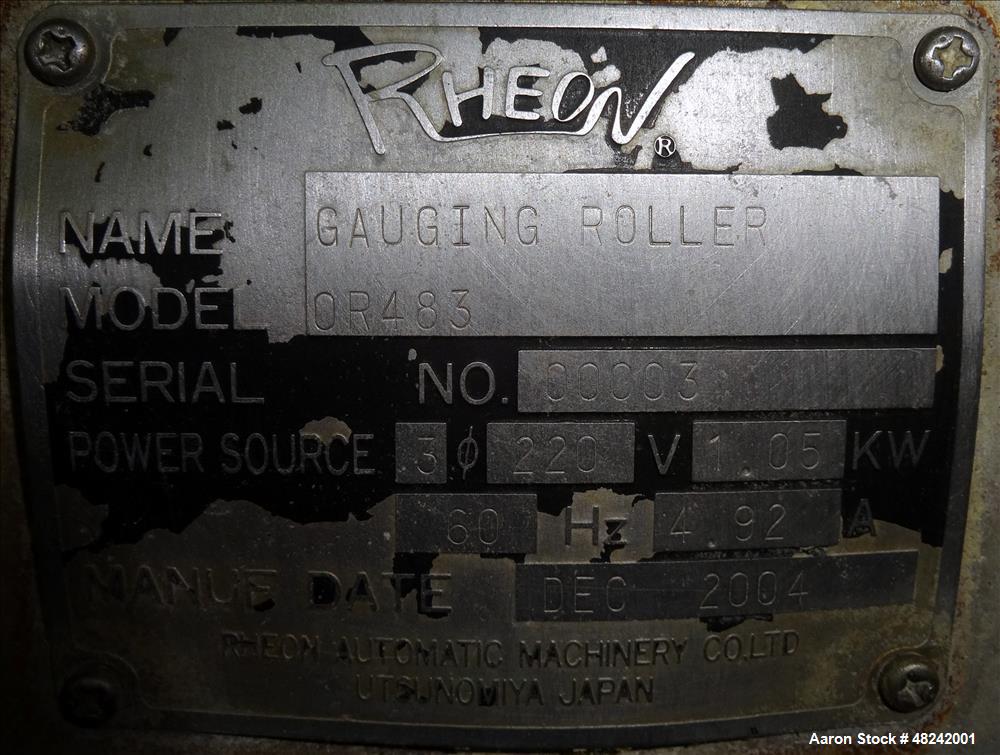 RHEON®
NAME GAUGING ROLLER
MODEL OR483
SERIAL NO. 00003
POWER SOURCE 3 φ 220 V 1.05 KW
60 Hz 4.92 A
MANUF DATE DEC 2004
RHEON AUTOMATIC MACHINERY CO.LTD
UTSUNOMIYA JAPAN
Aaron Stock # 48242001